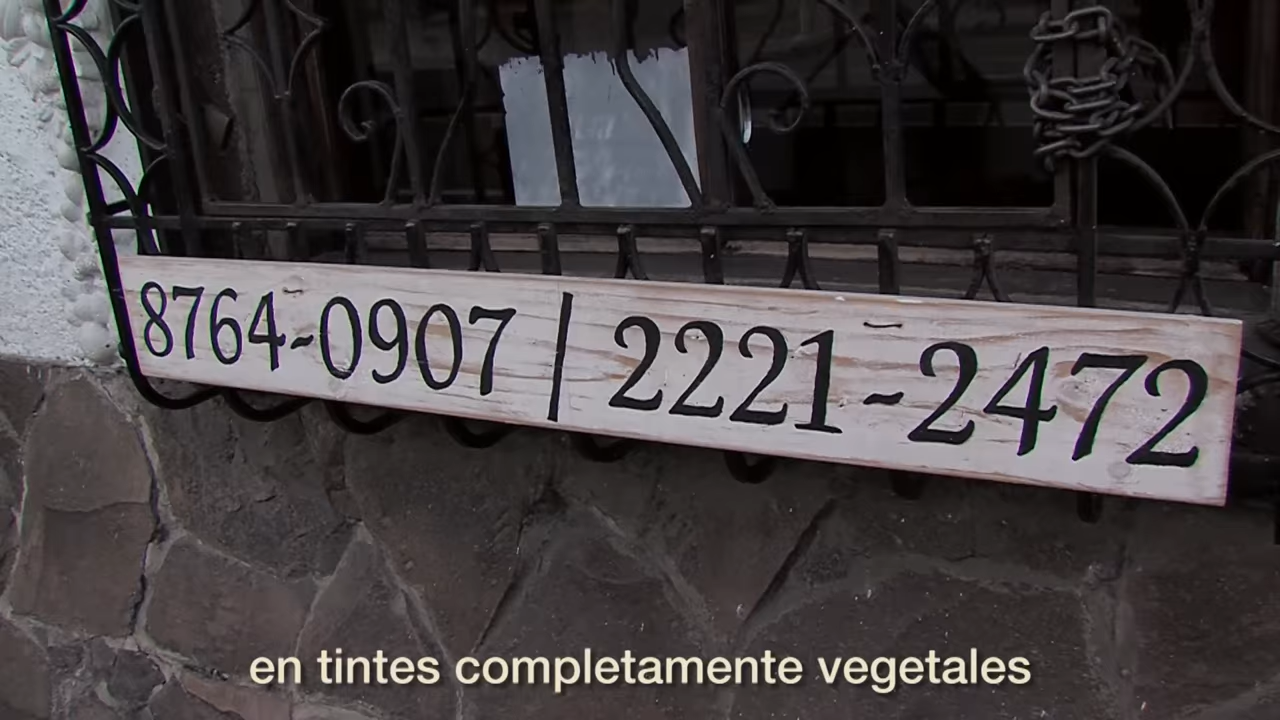 8764-0907 | 2221-2472
en tintes completamente vegetales